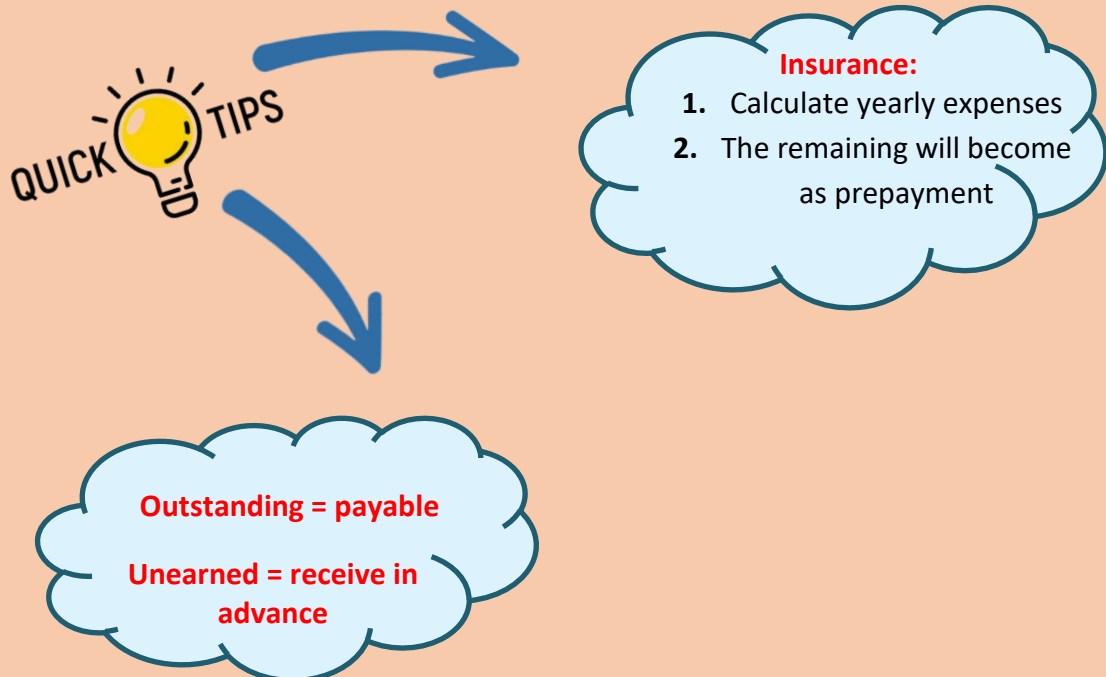 QUICK TIPS
Insurance:
1. Calculate yearly expenses
2. The remaining will become
as prepayment
Outstanding = payable
Unearned = receive in
advance